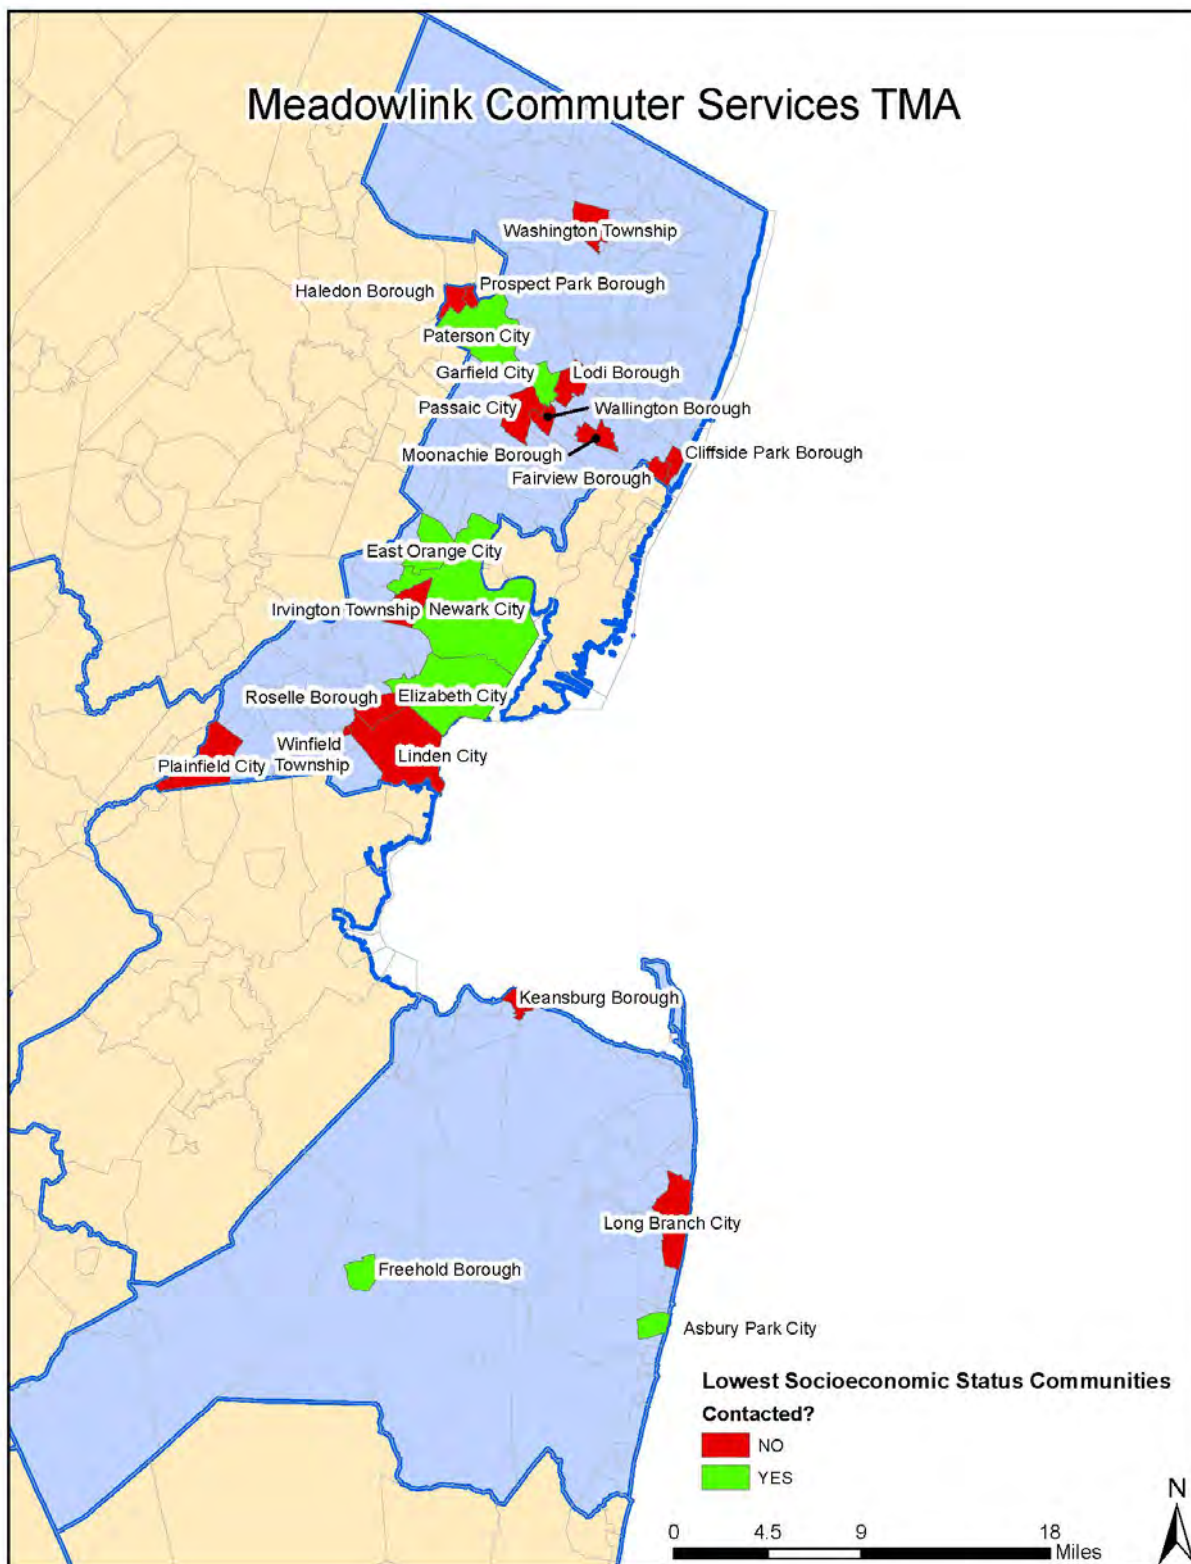 Meadowlink Commuter Services TMA
Washington Township
Haledon Borough
Prospect Park Borough
Paterson City
Garfield City
Lodi Borough
Passaic City
Wallington Borough
Moonachie Borough
Cliffside Park Borough
Fairview Borough
East Orange City
Irvington Township
Newark City
Roselle Borough
Elizabeth City
Winfield
Township
Plainfield City
Linden City
Keansburg Borough
Long Branch City
Freehold Borough
Asbury Park City
Lowest Socioeconomic Status Communities
Contacted?
NO
YES
N
0 4.5 9 18
Miles